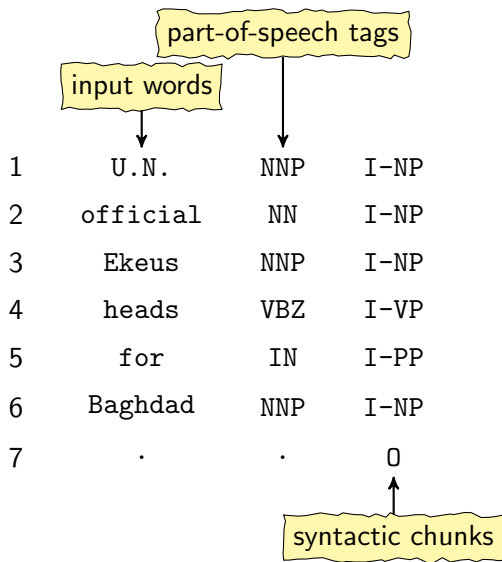 part-of-speech tags
input words
1 U.N. NNP I-NP
2 official NN I-NP
3 Ekeus NNP I-NP
4 heads VBZ I-VP
5 for IN I-PP
6 Baghdad NNP I-NP
7 . . O
syntactic chunks